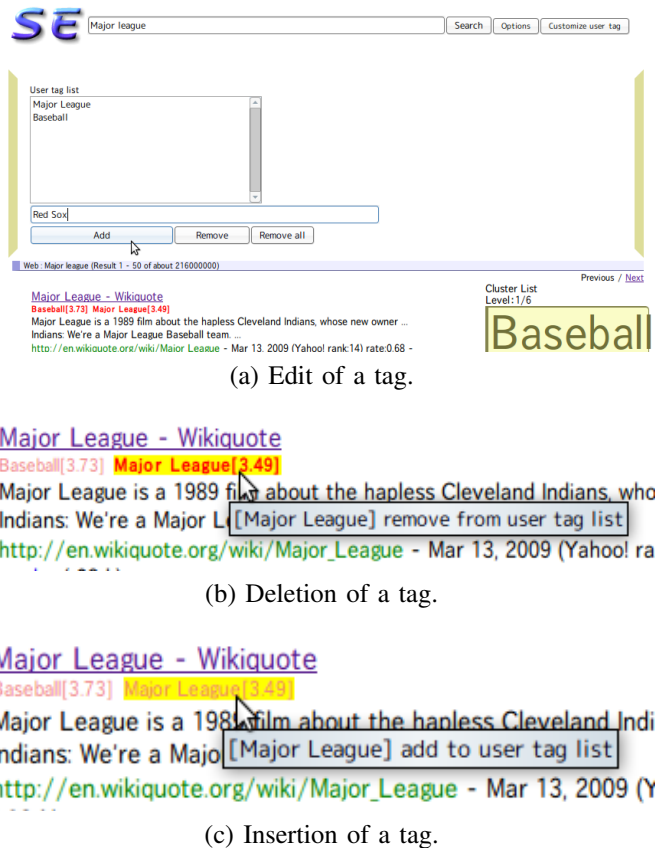 SE Major league Search Options Customize user tag
User tag list
Major League
Baseball
Red Sox
Add Remove Remove all
Web : Major league (Result 1 - 50 of about 216000000)
Previous / Next
Major League - Wikiquote
Baseball[3.73] Major League[3.49]
Major League is a 1989 film about the hapless Cleveland Indians, whose new owner ...
Indians: We're a Major League Baseball team. ...
http://en.wikiquote.org/wiki/Major_League - Mar 13, 2009 (Yahoo! rank:14) rate:0.68 -
Cluster List
Level:1/6
Baseball
(a) Edit of a tag.
Major League - Wikiquote
Baseball[3.73] Major League[3.49]
Major League is a 1989 film about the hapless Cleveland Indians, who
Indians: We're a Major L
[Major League] remove from user tag list
http://en.wikiquote.org/wiki/Major_League - Mar 13, 2009 (Yahoo! ra
(b) Deletion of a tag.
Major League - Wikiquote
Baseball[3.73] Major League[3.49]
Major League is a 1989 film about the hapless Cleveland Indi
ndians: We're a Majo
[Major League] add to user tag list
http://en.wikiquote.org/wiki/Major_League - Mar 13, 2009 (Y
(c) Insertion of a tag.